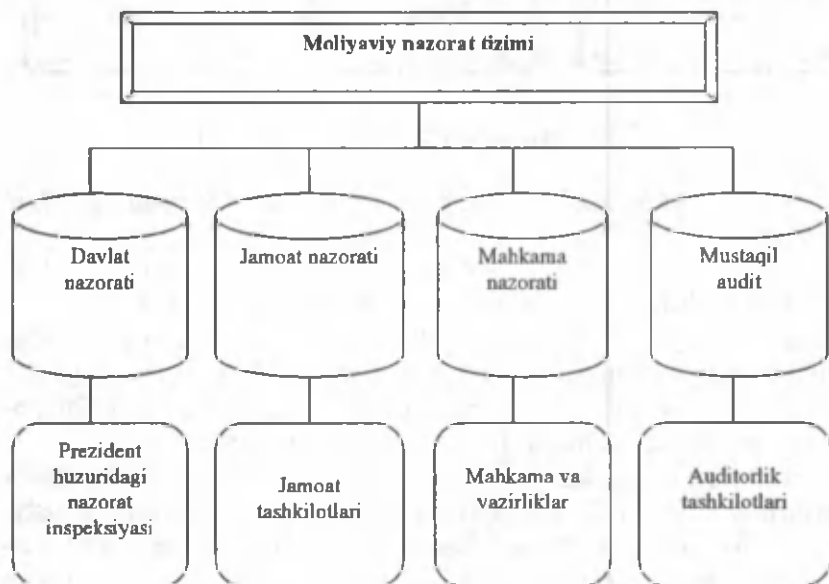 Moliyaviy nazorat tizimi
Davlat
nazorati
Jamoat nazorati
Mahkama
nazorati
Mustaqil
audit
Prezident
huzuridagi
nazorat
inspeksiyasi
Jamoat
tashkilotlari
Mahkama va
vazirliklar
Auditorlik
tashkilotlari